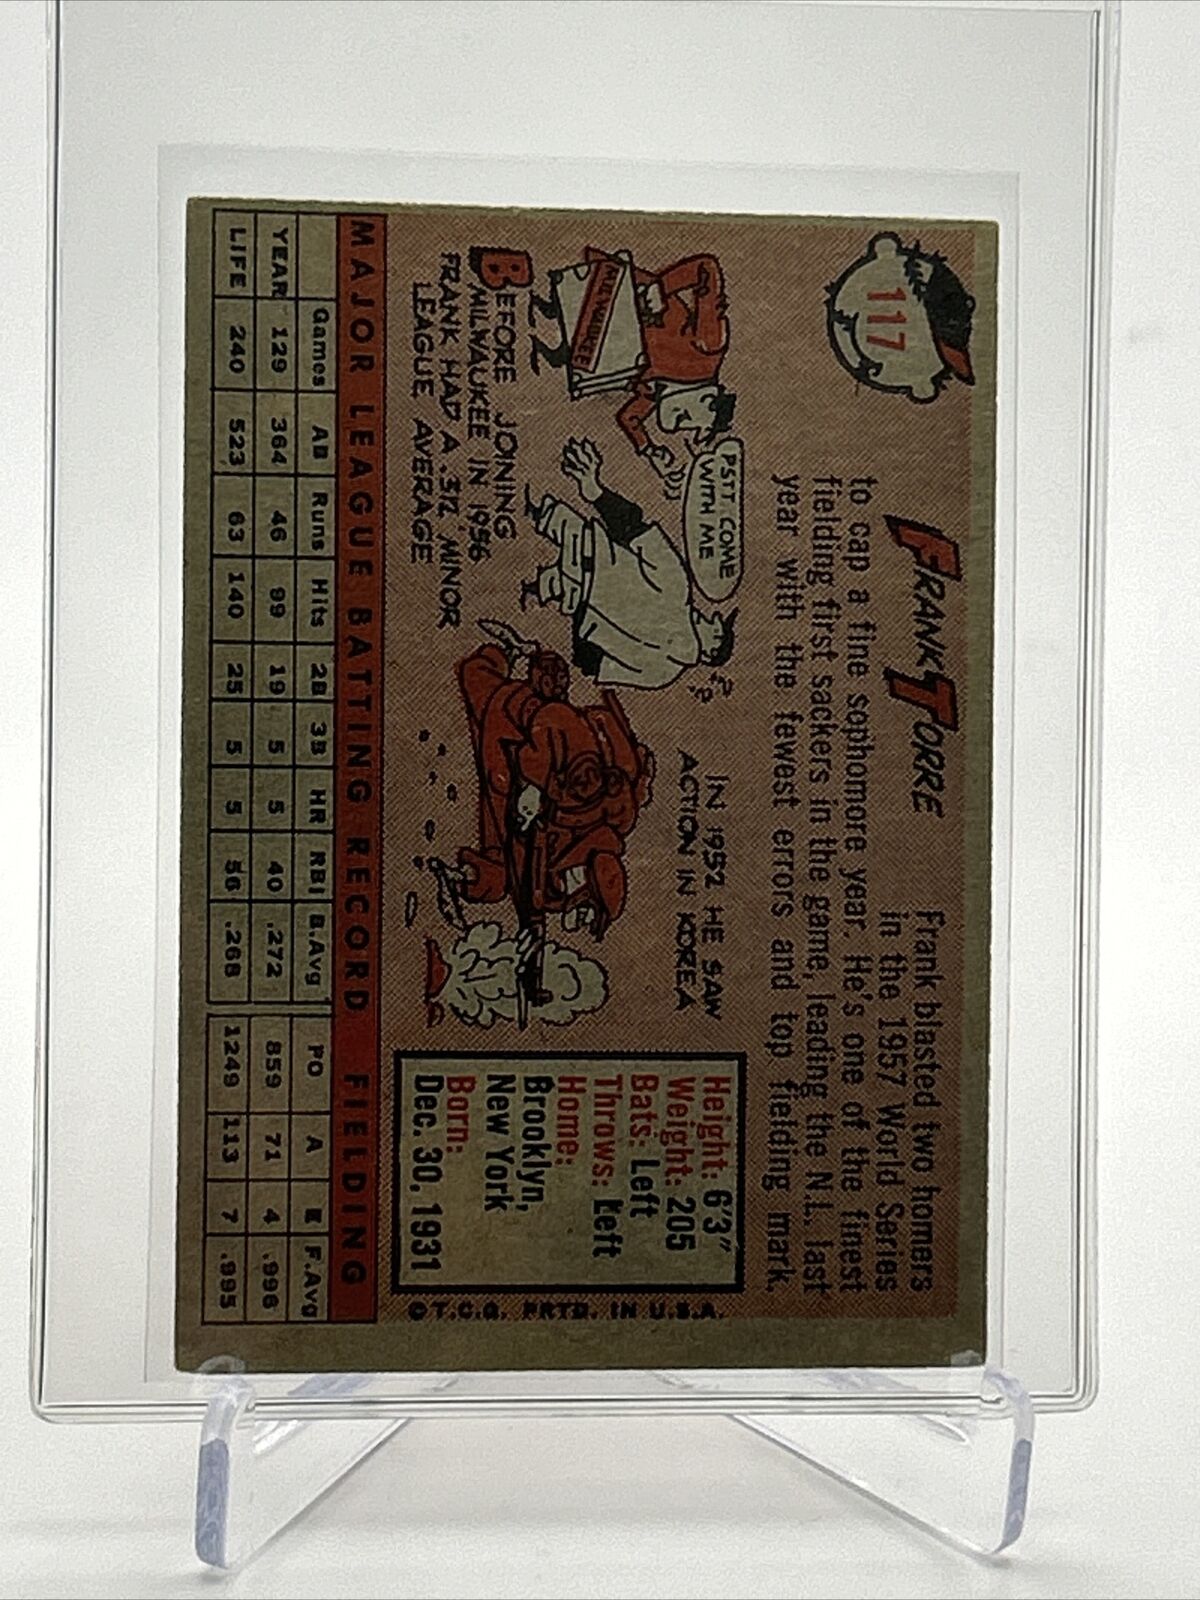 117
FRANK TORRE
Frank blasted two homers
in the 1957 World Series
to cap a fine sophomore year. He's one of the finest
fielding first sackers in the game, leading the N.L. last
year with the fewest errors and top fielding mark.
PSTT COME
WITH ME
MILWAUKEE
BEFORE JOINING
MILWAUKEE IN 1956
FRANK HAD A .312 MINOR
LEAGUE AVERAGE
? ?
IN 1952 HE SAW
ACTION IN KOREA
Height: 6'3"
Weight: 205
Bats: Left
Throws: Left
Home:
Brooklyn,
New York
Born:
Dec. 30, 1931
© T.C.G. PRTD. IN U.S.A.
MAJOR LEAGUE BATTING RECORD FIELDING
Games AB Runs Hits 2B 3B HR RBI B.Avg PO A E F.Avg
YEAR 129 364 46 99 19 5 5 40 .272 859 71 4 .996
LIFE 240 523 63 140 25 5 5 56 .268 1249 113 7 .995